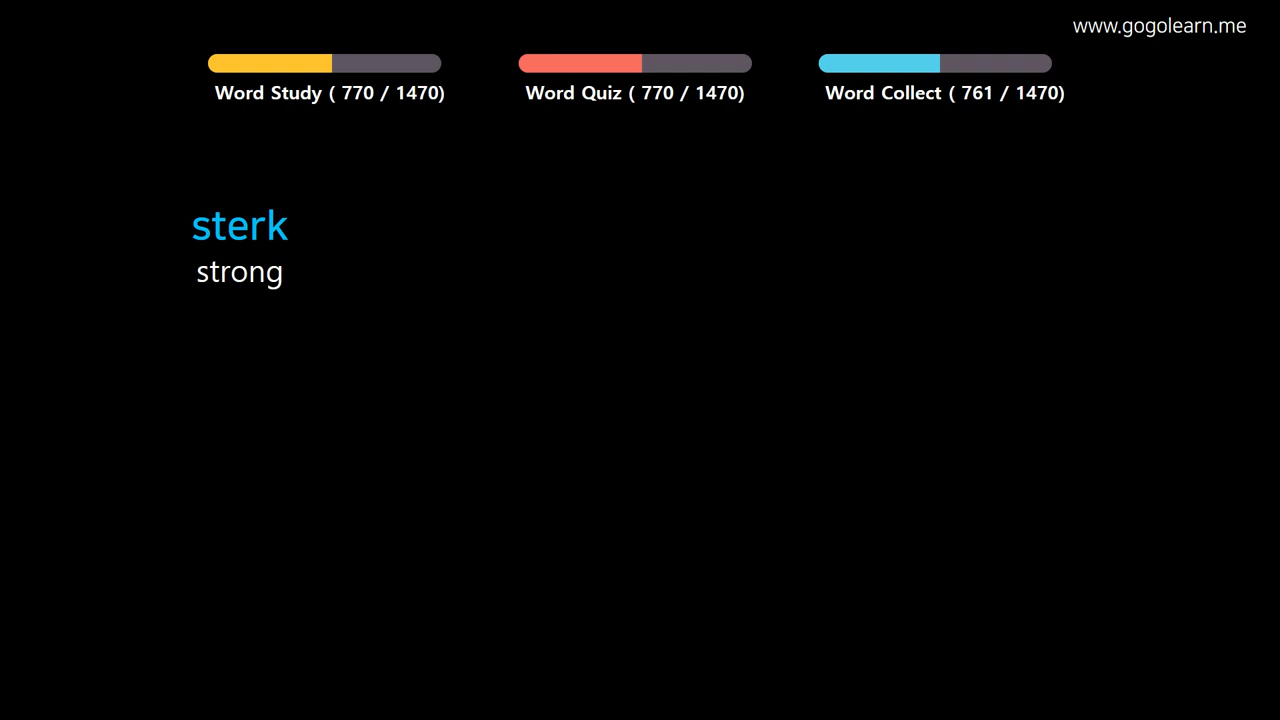 www.gogolearn.me
Word Study ( 770 / 1470)
Word Quiz ( 770 / 1470)
Word Collect ( 761 / 1470)
sterk
strong